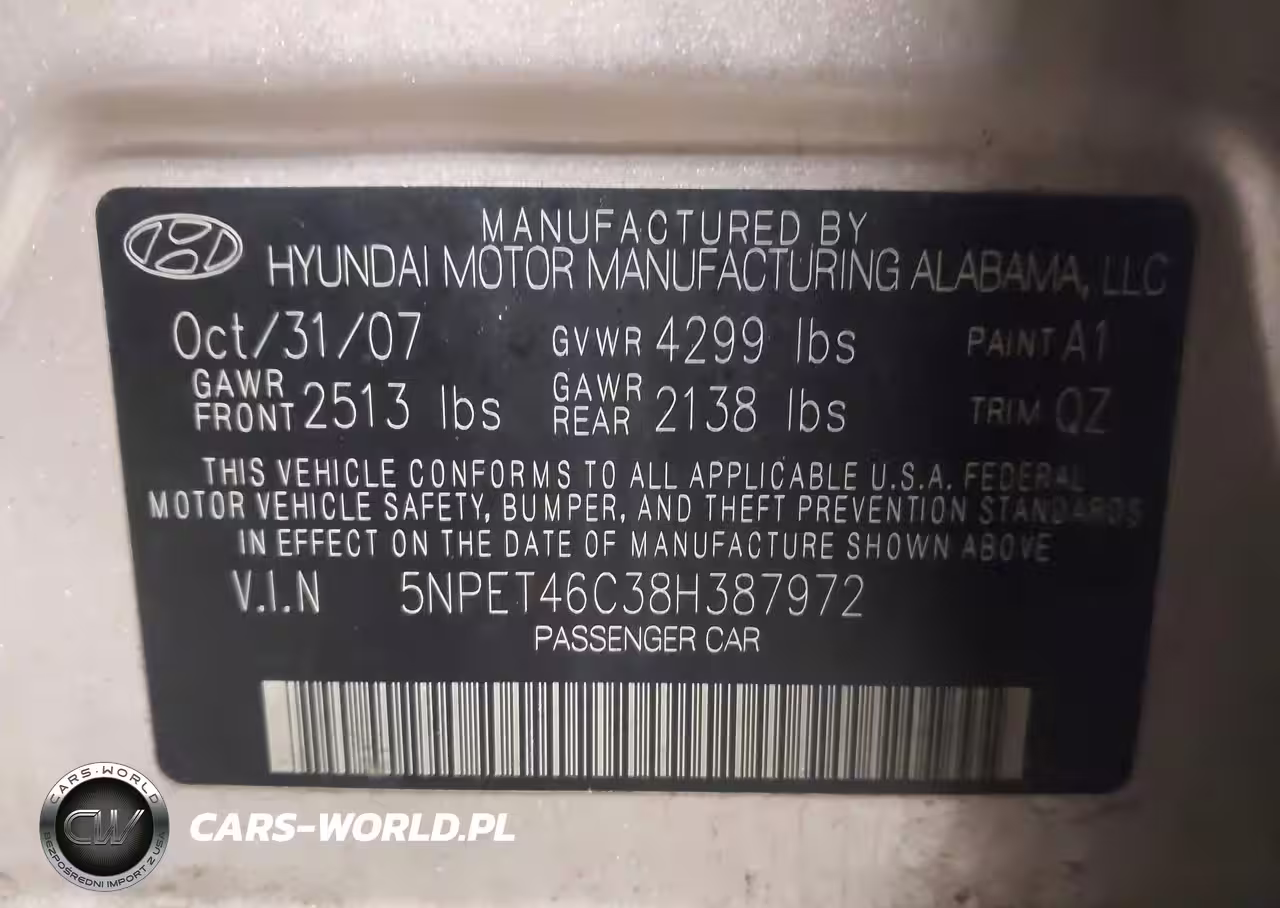 MANUFACTURED BY
HYUNDAI MOTOR MANUFACTURING ALABAMA, LLC
Oct/31/07 GVWR 4299 lbs PAINT A1
GAWR FRONT 2513 lbs GAWR REAR 2138 lbs TRIM QZ
THIS VEHICLE CONFORMS TO ALL APPLICABLE U.S.A. FEDERAL
MOTOR VEHICLE SAFETY, BUMPER, AND THEFT PREVENTION STANDARDS
IN EFFECT ON THE DATE OF MANUFACTURE SHOWN ABOVE
V.I.N 5NPET46C38H387972
PASSENGER CAR
CARS-WORLD
CW
BEZPOŚREDNI IMPORT Z USA
CARS-WORLD.PL